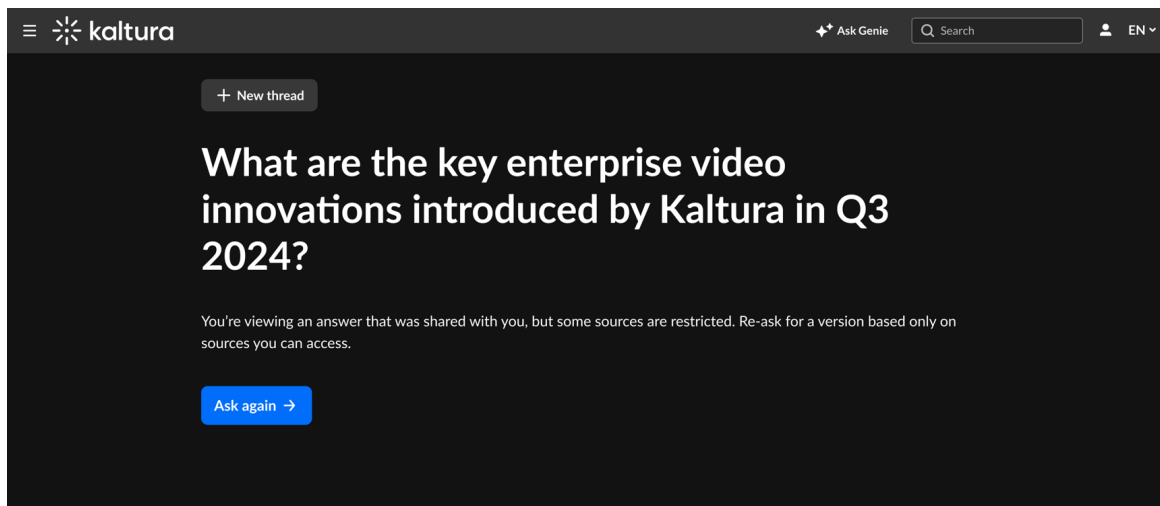 kaltura
Ask Genie
Search
EN
New thread
What are the key enterprise video
innovations introduced by Kaltura in Q3
2024?
You're viewing an answer that was shared with you, but some sources are restricted. Re-ask for a version based only on
sources you can access.
Ask again